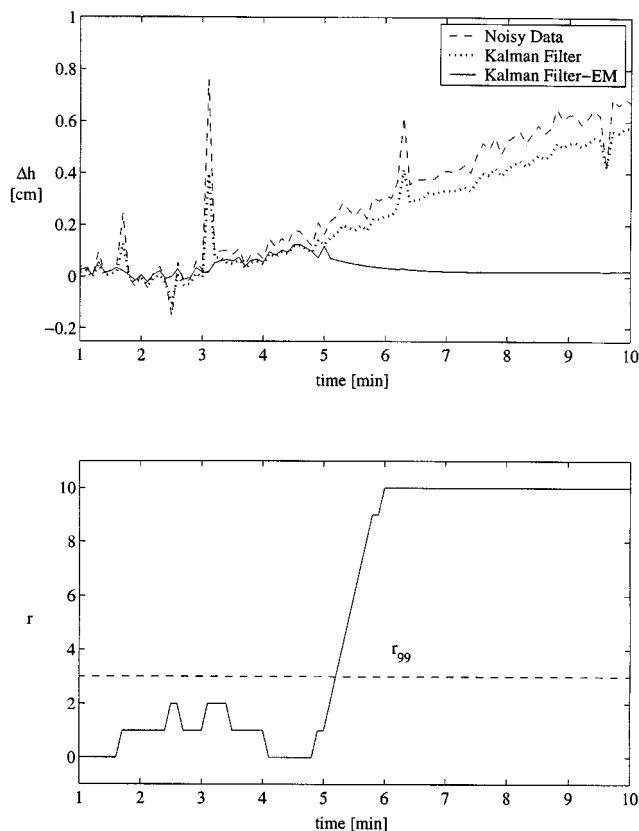 1
0.8
0.6
0.4
0.2
0
−0.2
Δh
[cm]
Noisy Data
Kalman Filter
Kalman Filter−EM
1 2 3 4 5 6 7 8 9 10
time [min]
10
8
6
4
2
0
r
r99
1 2 3 4 5 6 7 8 9 10
time [min]